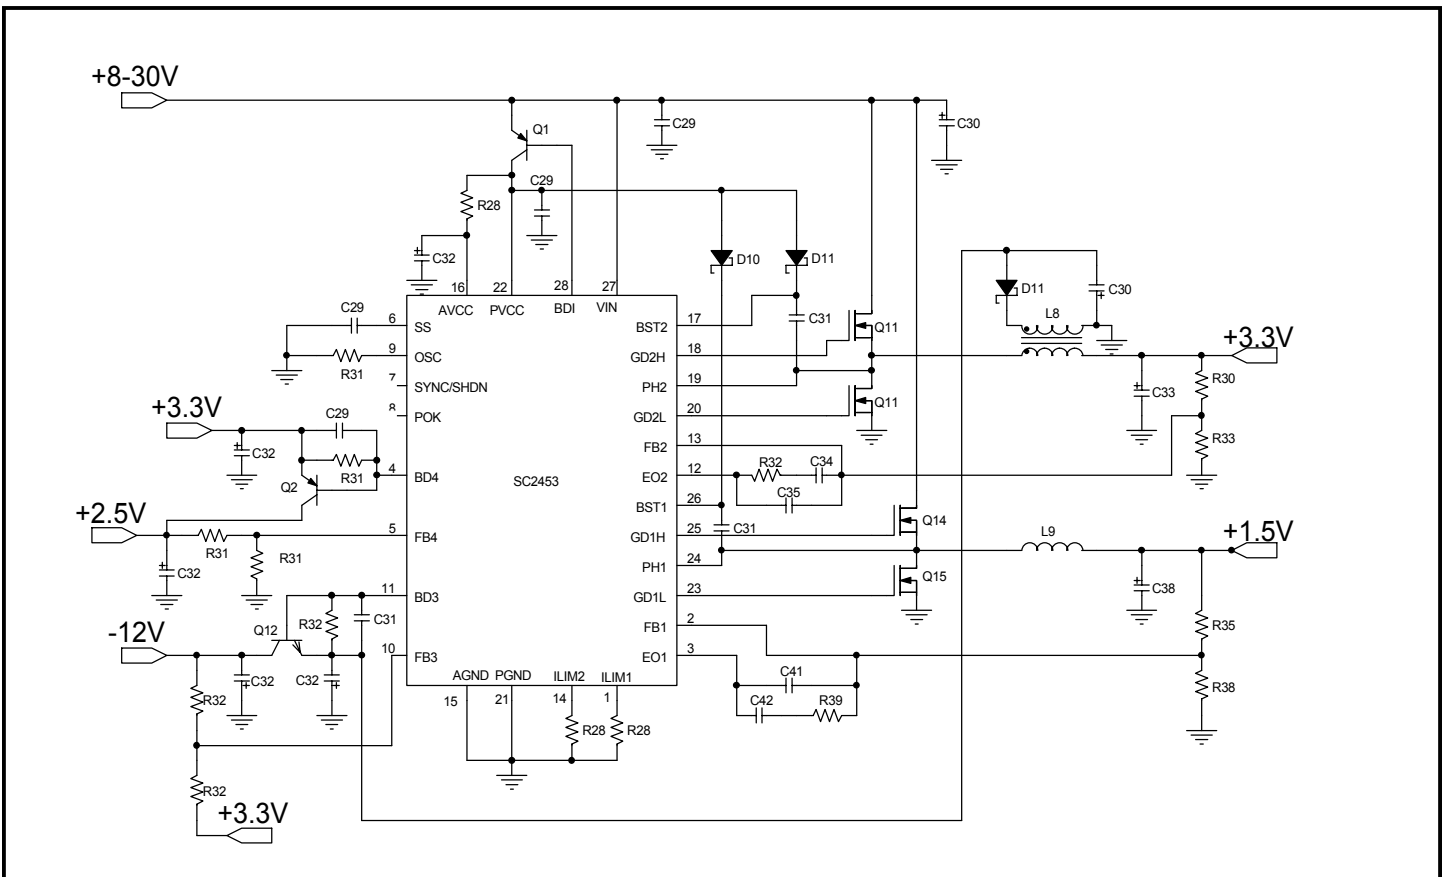 +8-30V
Q1
C29
C30
C29
R28
C32
D10
D11
D11
C30
L8
16
22
28
27
AVCC
PVCC
BDI
VIN
C29
6
SS
9
OSC
R31
7
SYNC/SHDN
8
POK
+3.3V
C29
C32
R31
4
BD4
Q2
+2.5V
5
FB4
R31
R31
C32
11
BD3
C31
R32
Q12
-12V
10
FB3
C32
C32
R32
R32
+3.3V
SC2453
BST2
17
C31
Q11
GD2H
18
PH2
19
GD2L
20
Q11
FB2
13
EO2
12
R32
C34
C35
BST1
26
C31
GD1H
25
Q14
PH1
24
GD1L
23
Q15
FB1
2
EO1
3
C41
C42
R39
+3.3V
R30
C33
R33
L9
+1.5V
C38
R35
R38
AGND
PGND
ILIM2
ILIM1
15
21
14
1
R28
R28